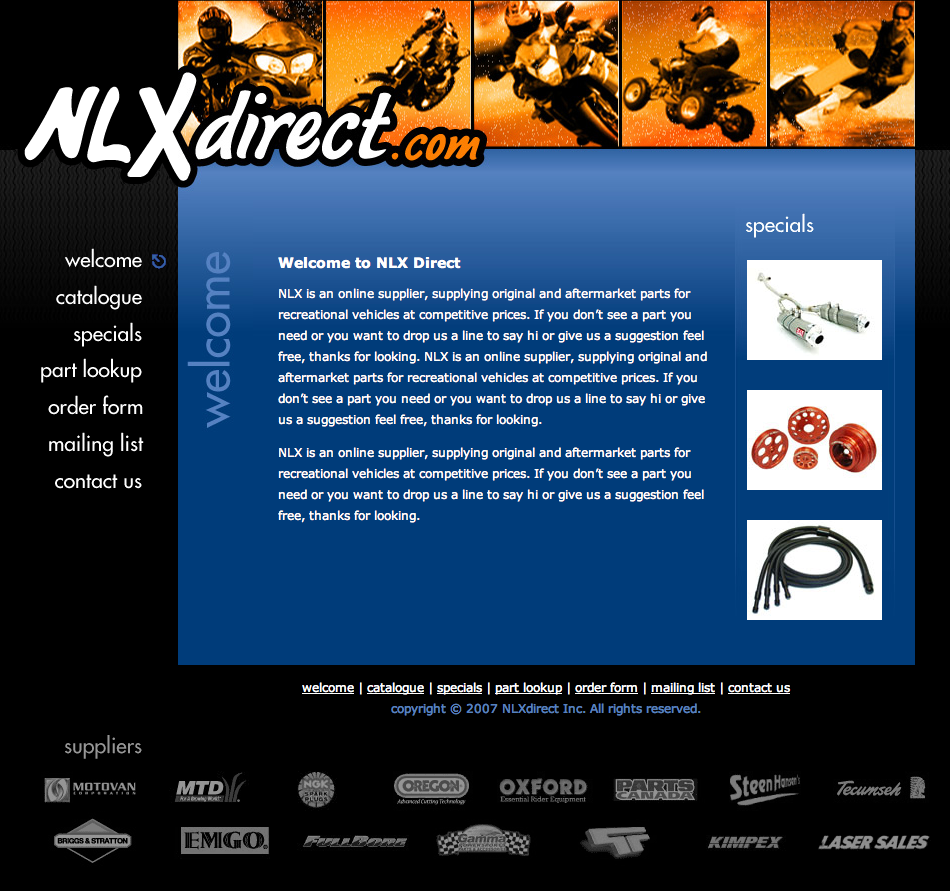 NLXdirect.com
specials
welcome
catalogue
specials
part lookup
order form
mailing list
contact us
welcome
Welcome to NLX Direct
NLX is an online supplier, supplying original and aftermarket parts for
recreational vehicles at competitive prices. If you don’t see a part you
need or you want to drop us a line to say hi or give us a suggestion feel
free, thanks for looking. NLX is an online supplier, supplying original and
aftermarket parts for recreational vehicles at competitive prices. If you
don’t see a part you need or you want to drop us a line to say hi or give
us a suggestion feel free, thanks for looking.
NLX is an online supplier, supplying original and aftermarket parts for
recreational vehicles at competitive prices. If you don’t see a part you
need or you want to drop us a line to say hi or give us a suggestion feel
free, thanks for looking.
welcome | catalogue | specials | part lookup | order form | mailing list | contact us
copyright © 2007 NLXdirect Inc. All rights reserved.
suppliers
MOTOVAN
CORPORATION
MTD
NGK
SPARK
PLUGS
OREGON
Advanced Cutting Technology
OXFORD
Essential Rider Equipment
PARTS
CANADA
Steen Hansen's
Tecumseh
BRIGGS & STRATTON
EMGO
FULLBORE
Gamma
KIMPEX
LASER SALES